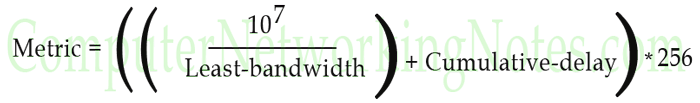 ComputerNetworkingNotes.com
Metric = ((10^7 / Least-bandwidth) + Cumulative-delay) * 256